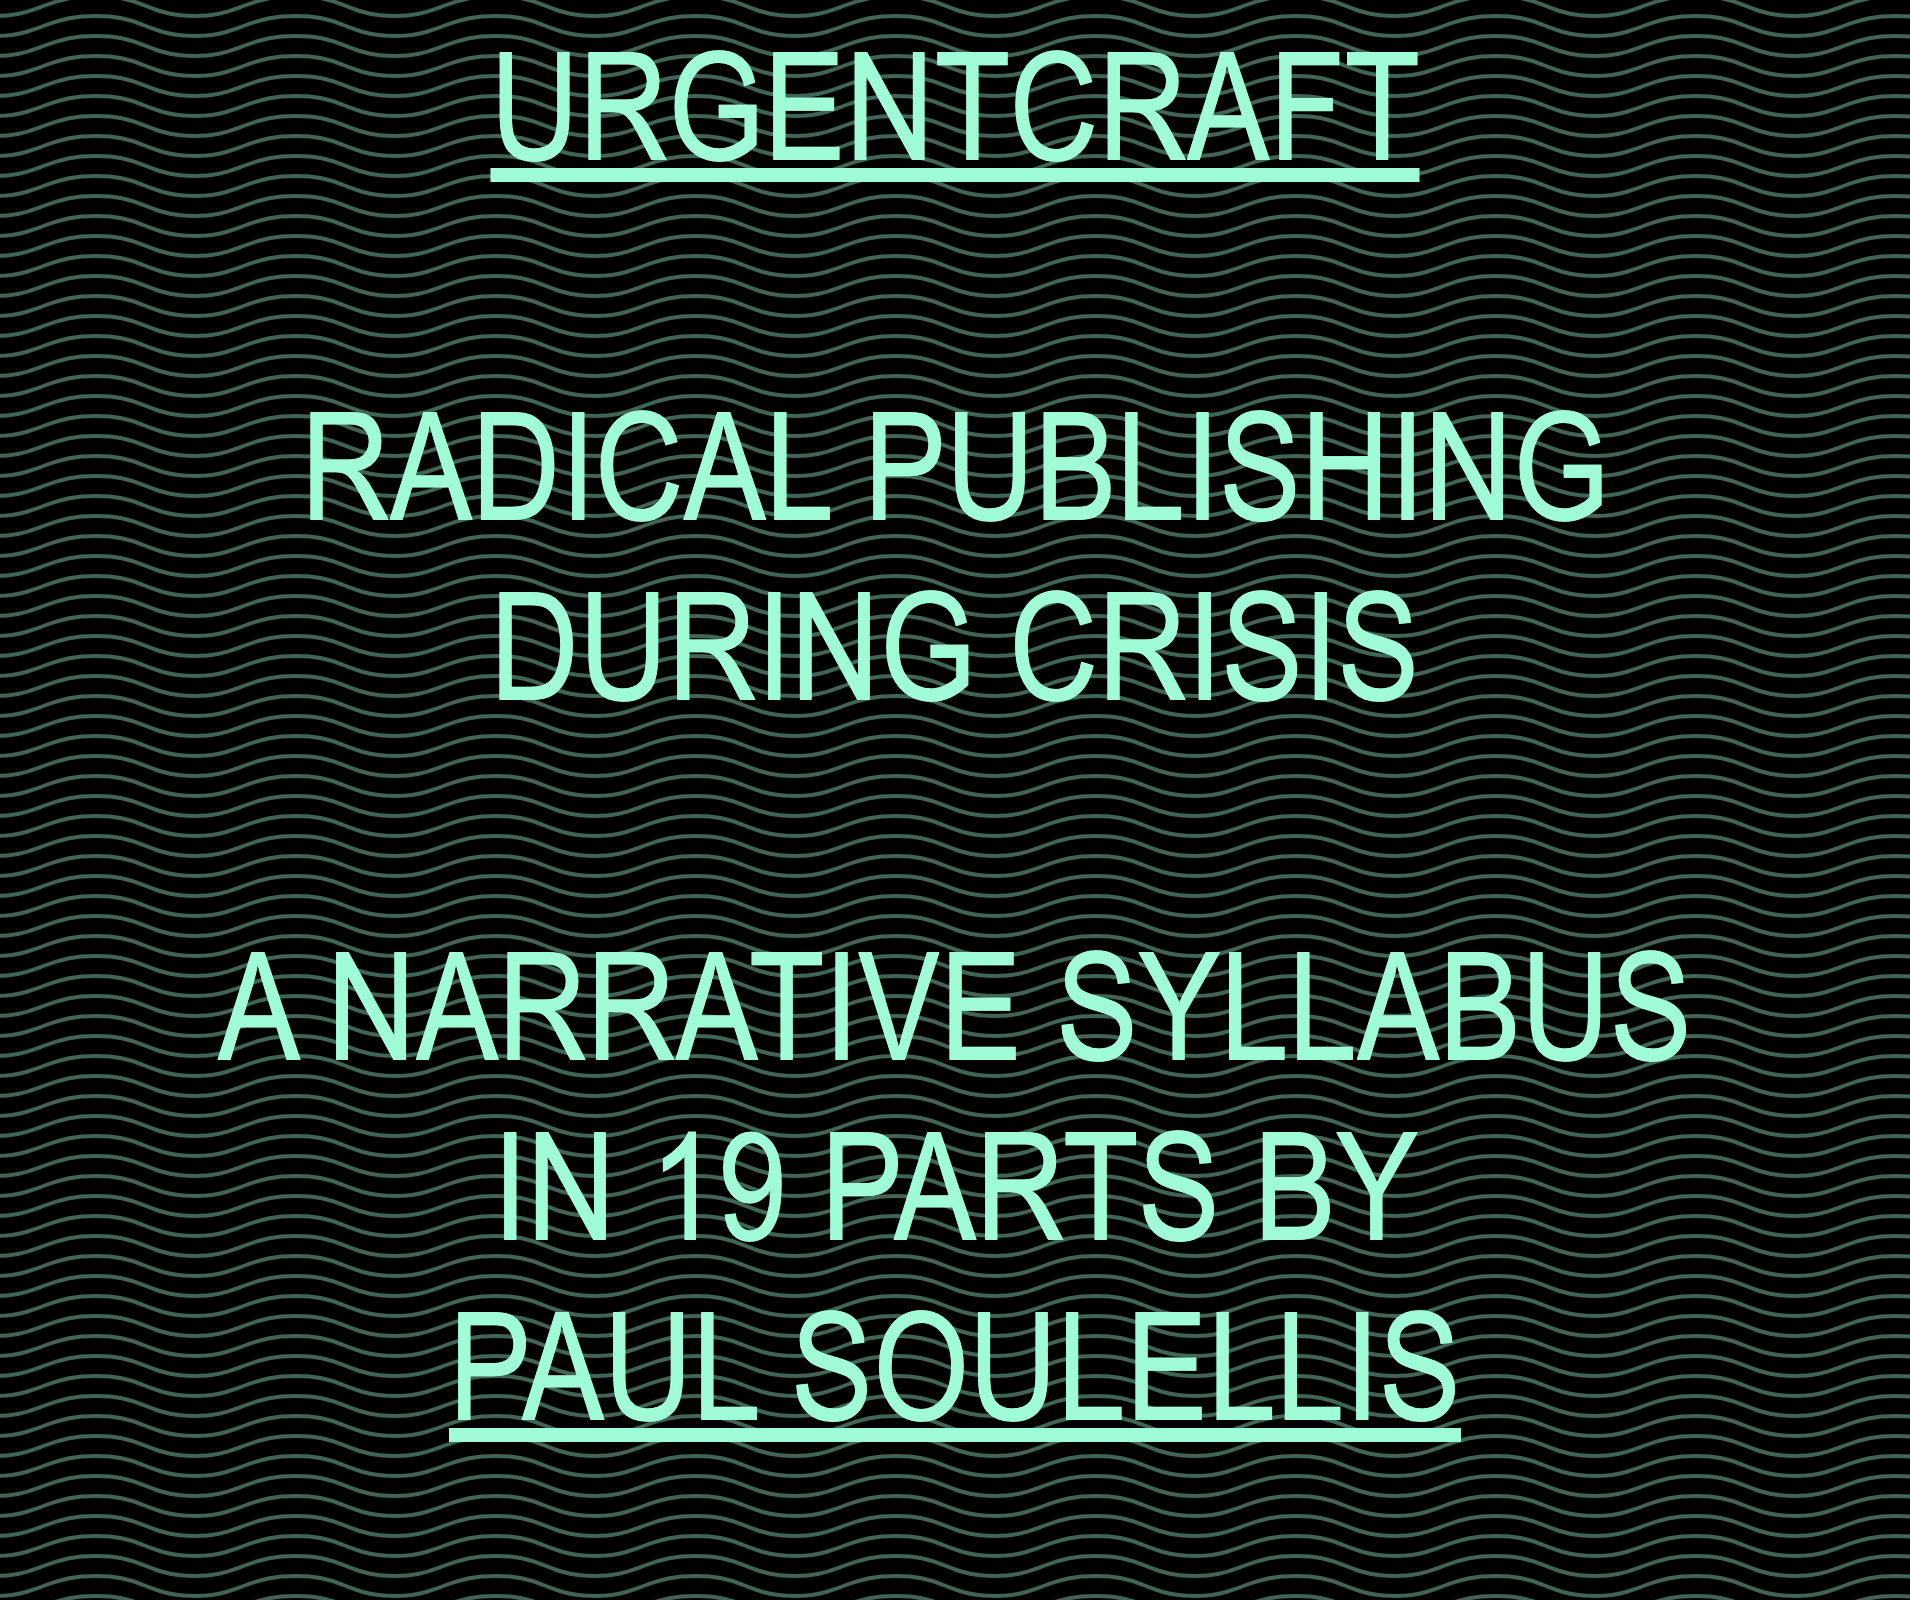 URGENTCRAFT
RADICAL PUBLISHING
DURING CRISIS
A NARRATIVE SYLLABUS
IN 19 PARTS BY
PAUL SOULELLIS